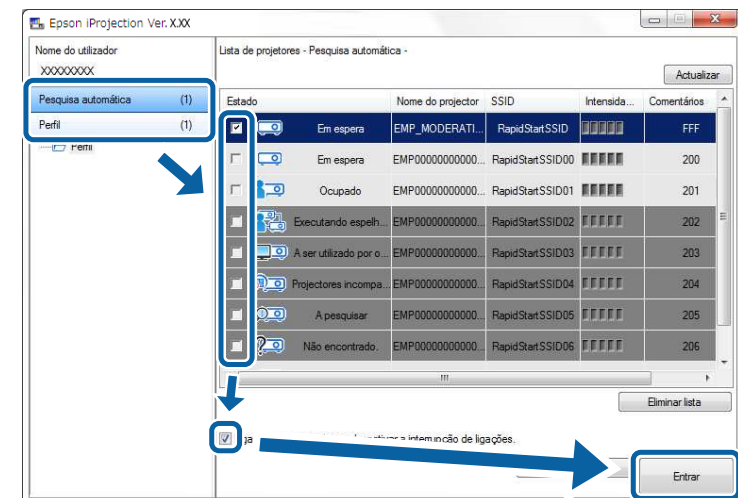 Epson iProjection Ver. X.XX
Nome do utilizador
XXXXXXXX
Pesquisa automática (1)
Perfil (1)
Perfil
Lista de projetores - Pesquisa automática -
Actualizar
Estado Nome do projector SSID Intensida... Comentários
Em espera EMP_MODERATI... RapidStartSSID FFF
Em espera EMP00000000000... RapidStartSSID00 200
Ocupado EMP00000000000... RapidStartSSID01 201
Executando espelh... EMP00000000000... RapidStartSSID02 202
A ser utilizado por o... EMP00000000000... RapidStartSSID03 203
Projectores incompa... EMP00000000000... RapidStartSSID04 204
A pesquisar EMP00000000000... RapidStartSSID05 205
Não encontrado. EMP00000000000... RapidStartSSID06 206
Eliminar lista
a interrupção de ligações.
Entrar